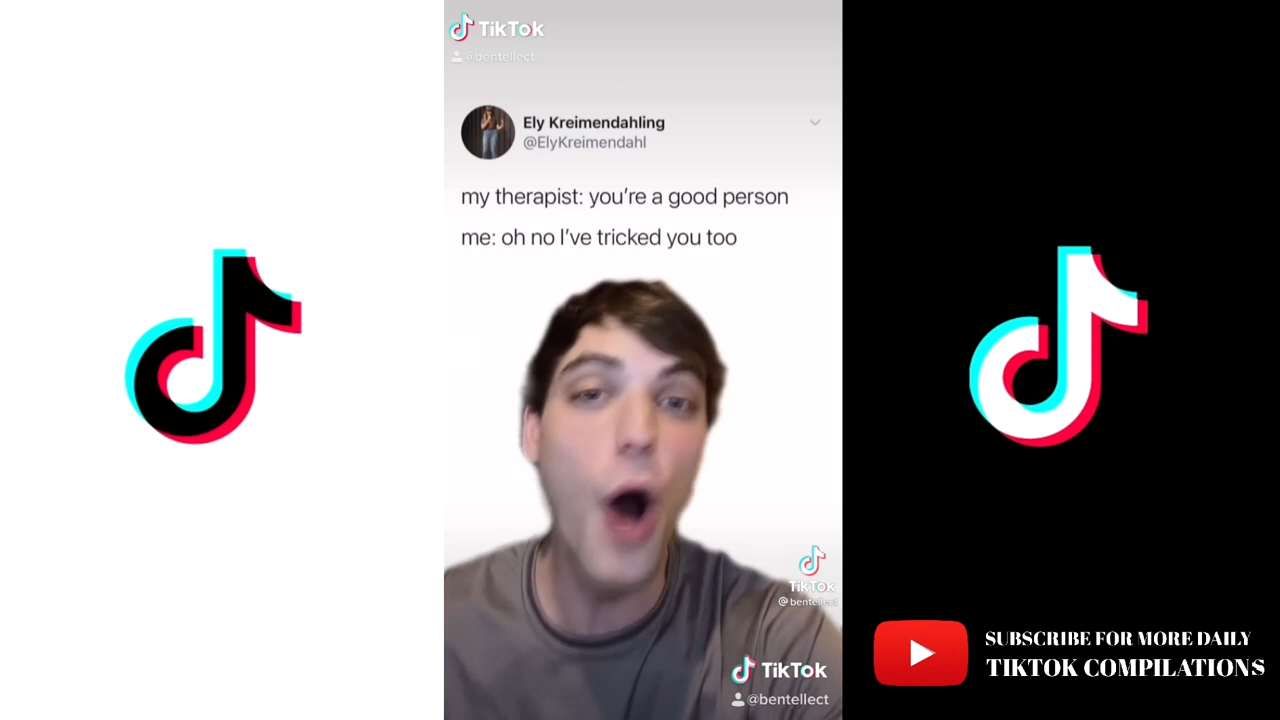 TikTok
@bentellect
Ely Kreimendahling
@ElyKreimendahl
my therapist: you’re a good person
me: oh no I’ve tricked you too
TikTok
@bentellect
TikTok
@bentellect
SUBSCRIBE FOR MORE DAILY
TIKTOK COMPILATIONS